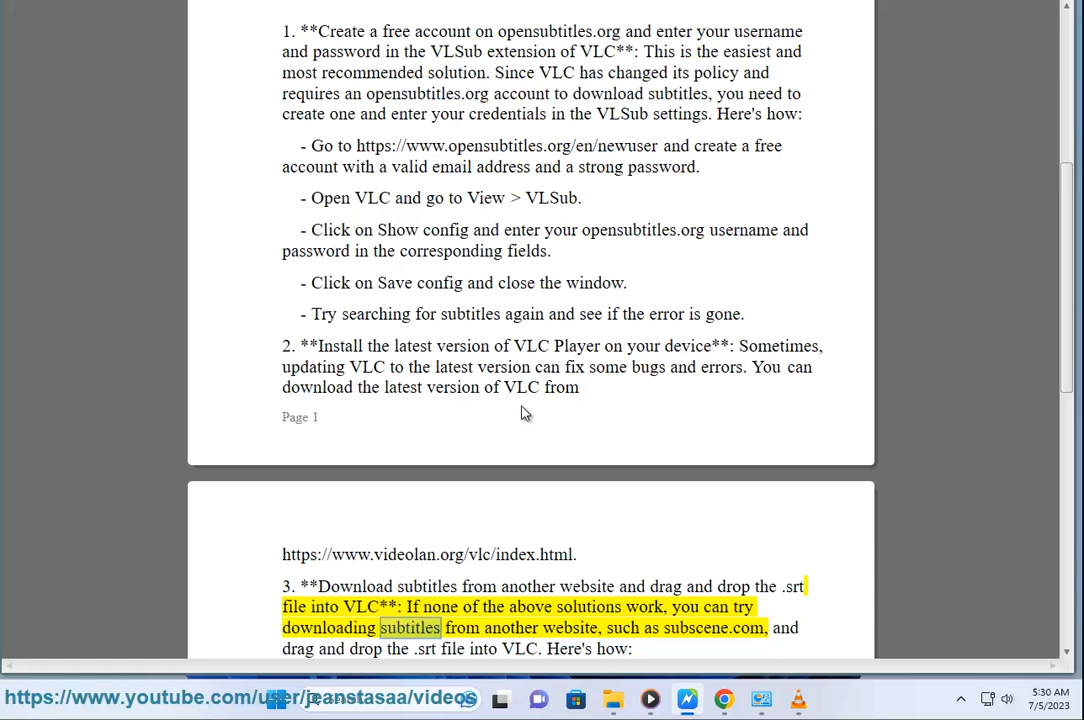 1. **Create a free account on opensubtitles.org and enter your username
and password in the VLSub extension of VLC**: This is the easiest and
most recommended solution. Since VLC has changed its policy and
requires an opensubtitles.org account to download subtitles, you need to
create one and enter your credentials in the VLSub settings. Here's how:
- Go to https://www.opensubtitles.org/en/newuser and create a free
account with a valid email address and a strong password.
- Open VLC and go to View > VLSub.
- Click on Show config and enter your opensubtitles.org username and
password in the corresponding fields.
- Click on Save config and close the window.
- Try searching for subtitles again and see if the error is gone.
2. **Install the latest version of VLC Player on your device**: Sometimes,
updating VLC to the latest version can fix some bugs and errors. You can
download the latest version of VLC from
Page 1
https://www.videolan.org/vlc/index.html.
3. **Download subtitles from another website and drag and drop the .srt
file into VLC**: If none of the above solutions work, you can try
downloading subtitles from another website, such as subscene.com, and
drag and drop the .srt file into VLC. Here's how:
https://www.youtube.com/user/jeanstasaa/videos
5:30 AM
7/5/2023